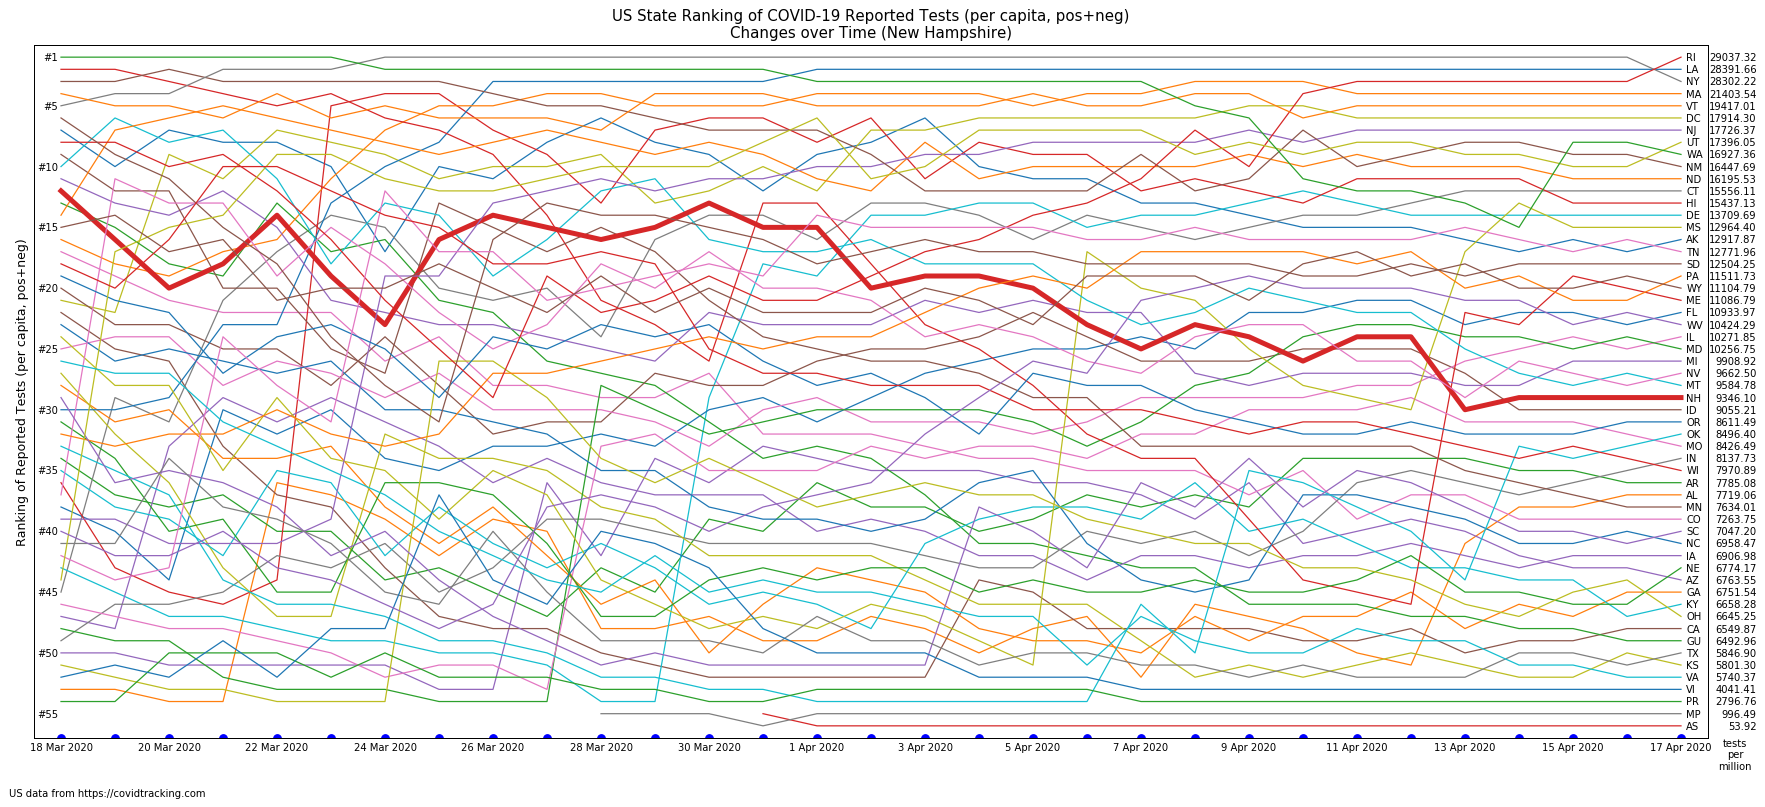 US State Ranking of COVID-19 Reported Tests (per capita, pos+neg)
Changes over Time (New Hampshire)
Ranking of Reported Tests (per capita, pos+neg)
#1
#5
#10
#15
#20
#25
#30
#35
#40
#45
#50
#55
RI 29037.32
LA 28391.66
NY 28302.22
MA 21403.54
VT 19417.01
DC 17914.30
NJ 17726.37
UT 17396.05
WA 16927.36
NM 16447.69
ND 16195.53
CT 15556.11
HI 15437.13
DE 13709.69
MS 12964.40
AK 12917.87
TN 12771.96
SD 12504.25
PA 11511.73
WY 11104.79
ME 11086.79
FL 10933.97
WV 10424.29
IL 10271.85
MD 10256.75
MI 9908.92
NV 9662.50
MT 9584.78
NH 9346.10
ID 9055.21
OR 8611.49
OK 8496.40
MO 8426.49
IN 8137.73
WI 7970.89
AR 7785.08
AL 7719.06
MN 7634.01
CO 7263.75
SC 7047.20
NC 6958.47
IA 6906.98
NE 6774.17
AZ 6763.55
GA 6751.54
KY 6658.28
OH 6645.25
CA 6549.87
GU 6492.96
TX 5846.90
KS 5801.30
VA 5740.37
VI 4041.41
PR 2796.76
MP 996.49
AS 53.92
18 Mar 2020 20 Mar 2020 22 Mar 2020 24 Mar 2020 26 Mar 2020 28 Mar 2020 30 Mar 2020 1 Apr 2020 3 Apr 2020 5 Apr 2020 7 Apr 2020 9 Apr 2020 11 Apr 2020 13 Apr 2020 15 Apr 2020 17 Apr 2020
tests
per
million
US data from https://covidtracking.com